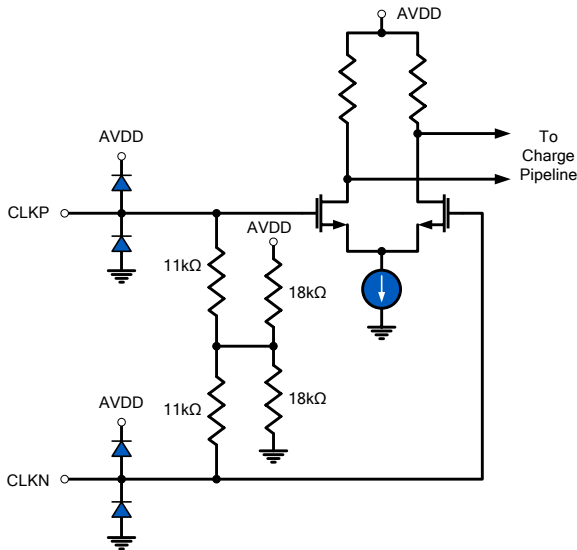 AVDD
AVDD
To
Charge
Pipeline
CLKP
AVDD
11kΩ
18kΩ
11kΩ
18kΩ
AVDD
CLKN